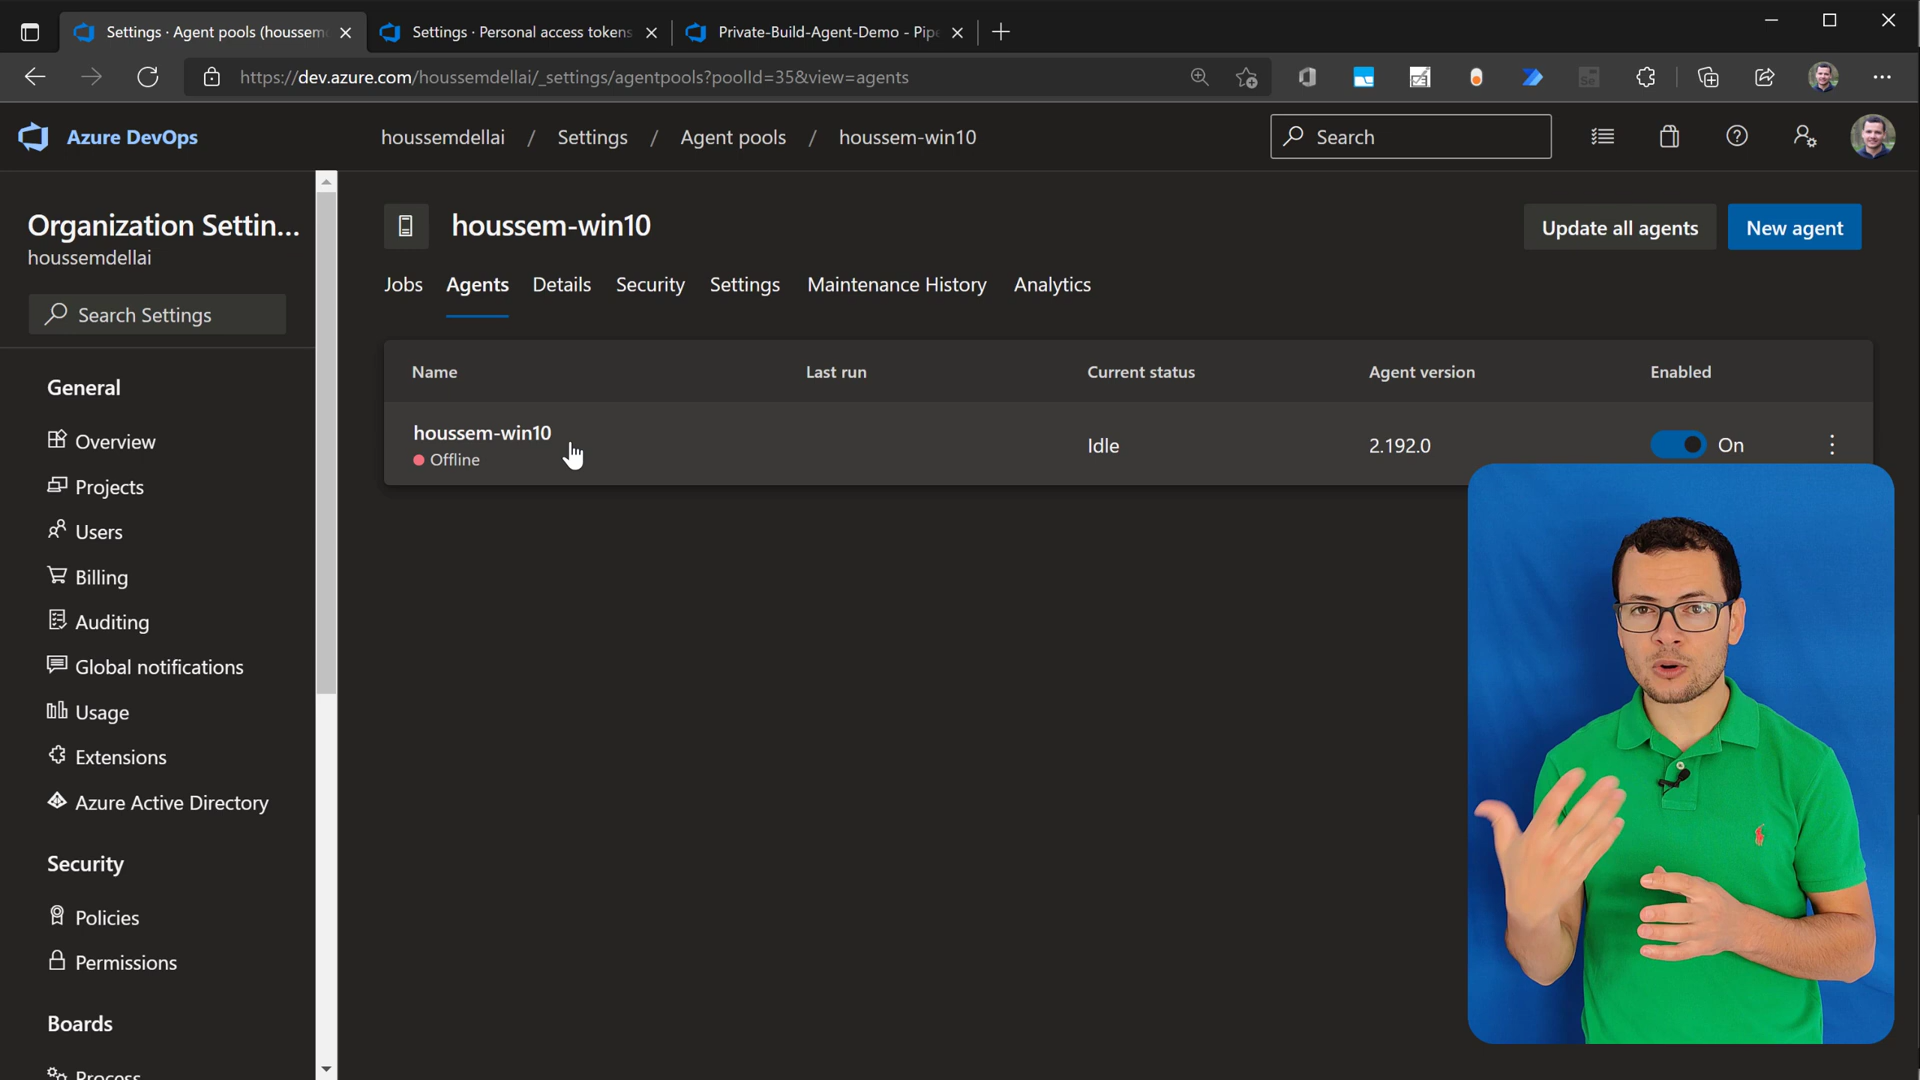 Settings · Agent pools (houssem
Settings · Personal access tokens
Private-Build-Agent-Demo - Pipe
https://dev.azure.com/houssemdellai/_settings/agentpools?poolId=35&view=agents
Azure DevOps
houssemdellai / Settings / Agent pools / houssem-win10
Search
Organization Settin...
houssemdellai
Search Settings
General
Overview
Projects
Users
Billing
Auditing
Global notifications
Usage
Extensions
Azure Active Directory
Security
Policies
Permissions
Boards
Process
houssem-win10
Update all agents
New agent
Jobs Agents Details Security Settings Maintenance History Analytics
Name Last run Current status Agent version Enabled
houssem-win10
Offline
Idle 2.192.0 On